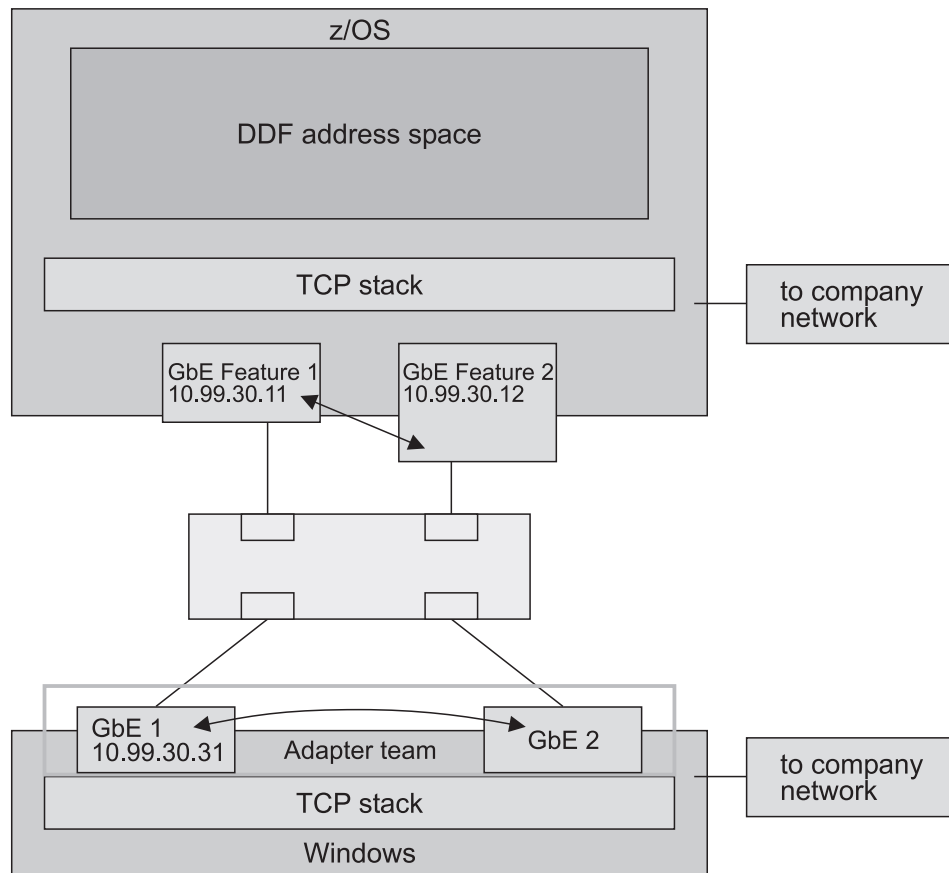 z/OS
DDF address space
TCP stack
to company
network
GbE Feature 1
10.99.30.11
GbE Feature 2
10.99.30.12
GbE 1
10.99.30.31
Adapter team
GbE 2
to company
network
TCP stack
Windows